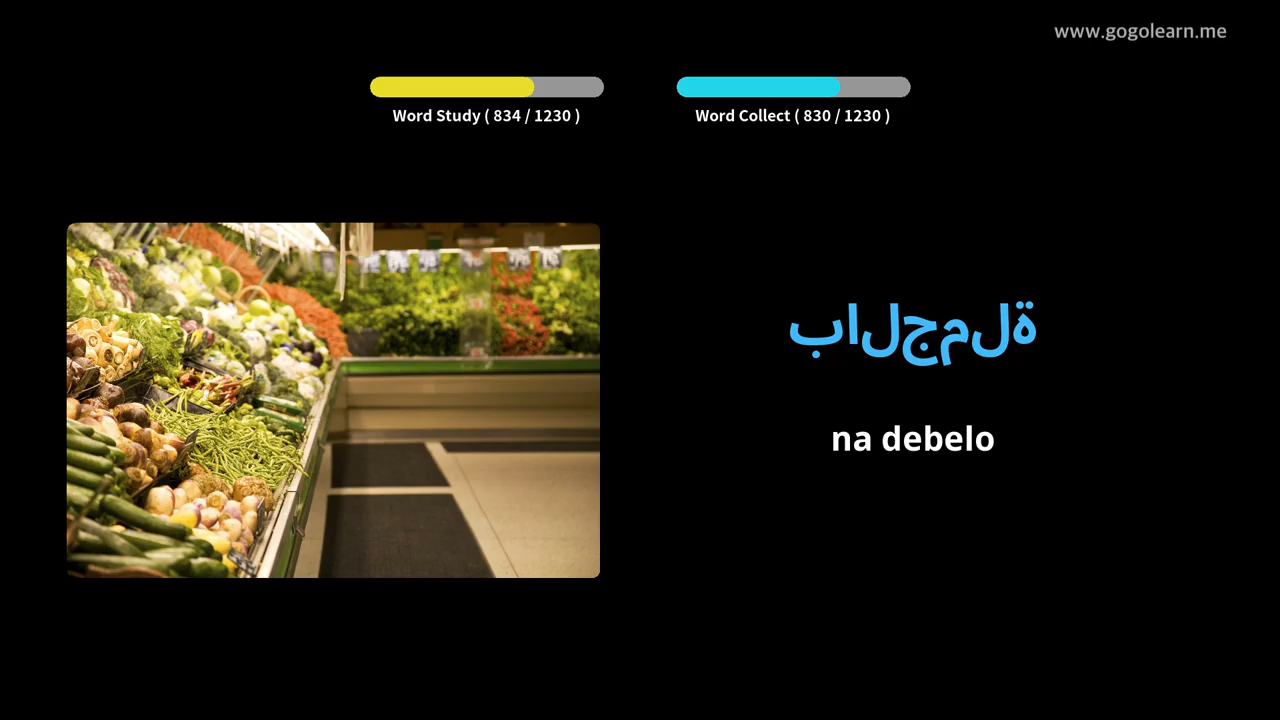 www.gogolearn.me
Word Study ( 834 / 1230 )
Word Collect ( 830 / 1230 )
بالجملة
na debelo